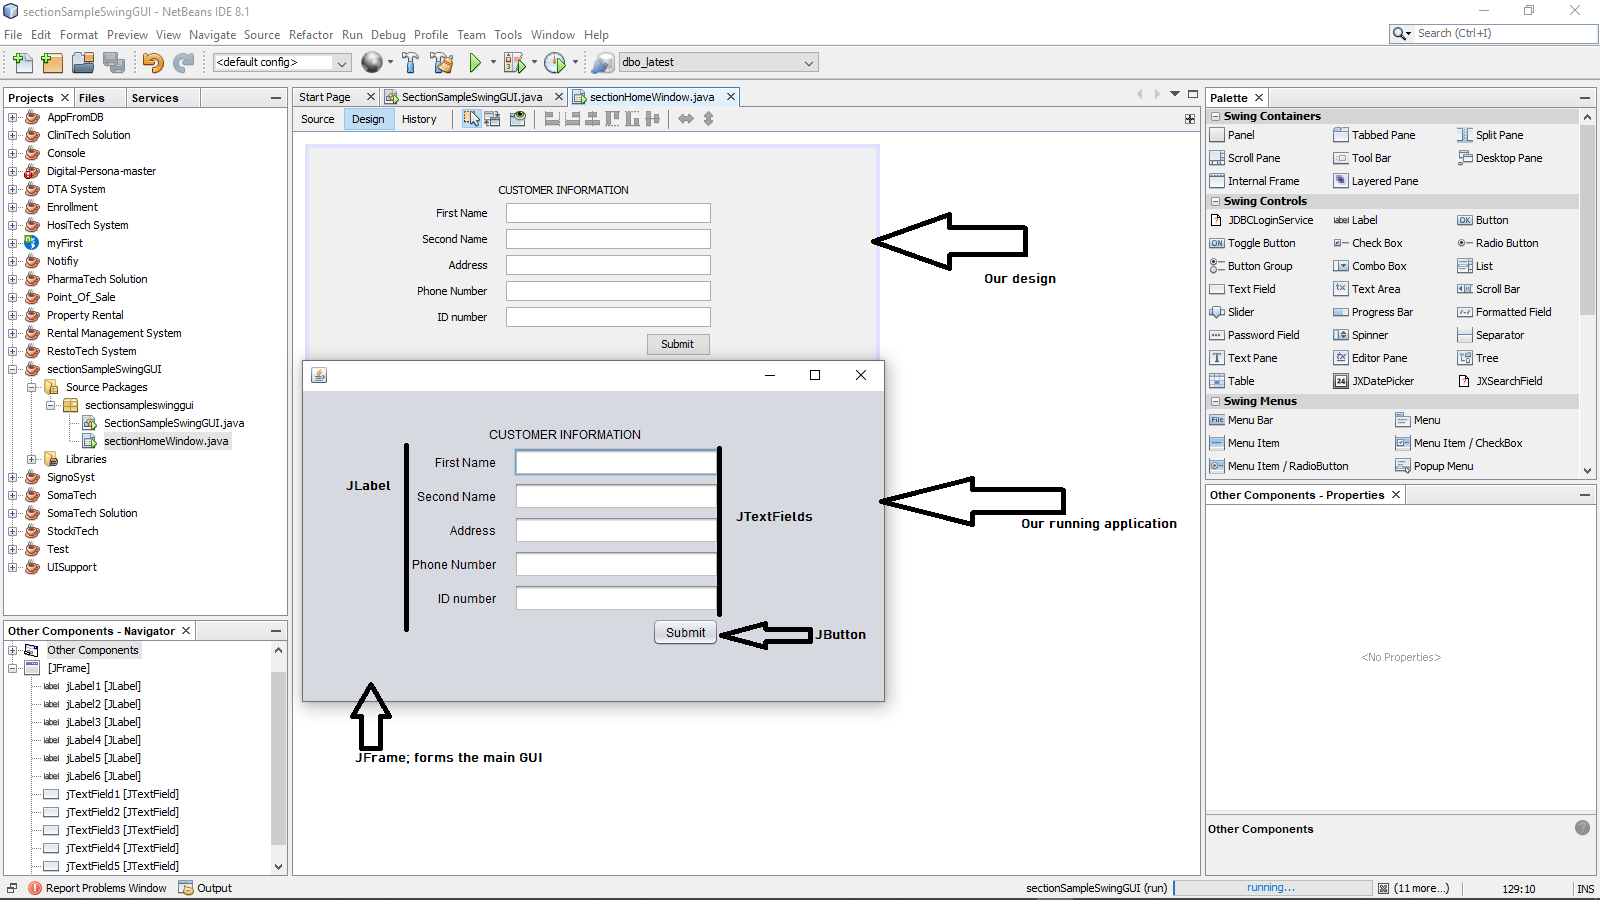 sectionSampleSwingGUI - NetBeans IDE 8.1
File Edit Format Preview View Navigate Source Refactor Run Debug Profile Team Tools Window Help
Search (Ctrl+I)
<default config>
dbo_latest
Projects Files Services
AppFromDB
CliniTech Solution
Console
Digital-Persona-master
DTA System
Enrollment
HosiTech System
myFirst
Notifiy
PharmaTech Solution
Point_Of_Sale
Property Rental
Rental Management System
RestoTech System
sectionSampleSwingGUI
Source Packages
sectionsampleswinggui
SectionSampleSwingGUI.java
sectionHomeWindow.java
Libraries
SignoSyst
SomaTech
SomaTech Solution
StockiTech
Test
UISupport
Other Components - Navigator
Other Components
[JFrame]
label jLabel1 [JLabel]
label jLabel2 [JLabel]
label jLabel3 [JLabel]
label jLabel4 [JLabel]
label jLabel5 [JLabel]
label jLabel6 [JLabel]
jTextField1 [JTextField]
jTextField2 [JTextField]
jTextField3 [JTextField]
jTextField4 [JTextField]
jTextField5 [JTextField]
Start Page SectionSampleSwingGUI.java sectionHomeWindow.java
Source Design History
CUSTOMER INFORMATION
First Name
Second Name
Address
Phone Number
ID number
Submit
Our design
CUSTOMER INFORMATION
First Name
Second Name
Address
Phone Number
ID number
Submit
JLabel
JTextFields
JButton
Our running application
JFrame; forms the main GUI
Palette
Swing Containers
Panel Tabbed Pane Split Pane
Scroll Pane Tool Bar Desktop Pane
Internal Frame Layered Pane
Swing Controls
JDBCLoginService label Label OK Button
ON Toggle Button Check Box Radio Button
Button Group Combo Box List
Text Field Text Area Scroll Bar
Slider Progress Bar Formatted Field
Password Field Spinner Separator
Text Pane Editor Pane Tree
Table 24 JXDatePicker JXSearchField
Swing Menus
File Menu Bar Menu
Menu Item Menu Item / CheckBox
Menu Item / RadioButton Popup Menu
Other Components - Properties
<No Properties>
Other Components
Report Problems Window Output
sectionSampleSwingGUI (run) running... (11 more...) 129:10 INS